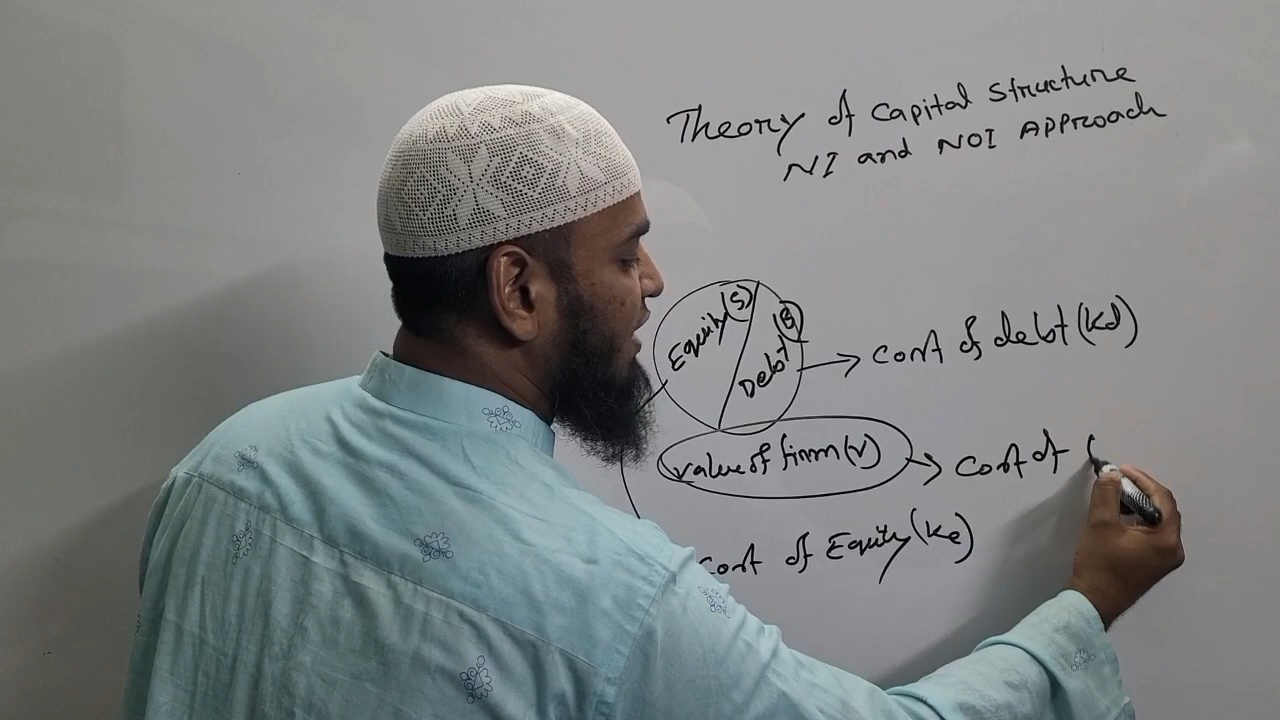 Theory of Capital Structure
NI and NOI Approach
Equity (S)
Debt (B)
Cost of debt (Kd)
Value of firm (V)
Cost of
Cost of Equity (Ke)